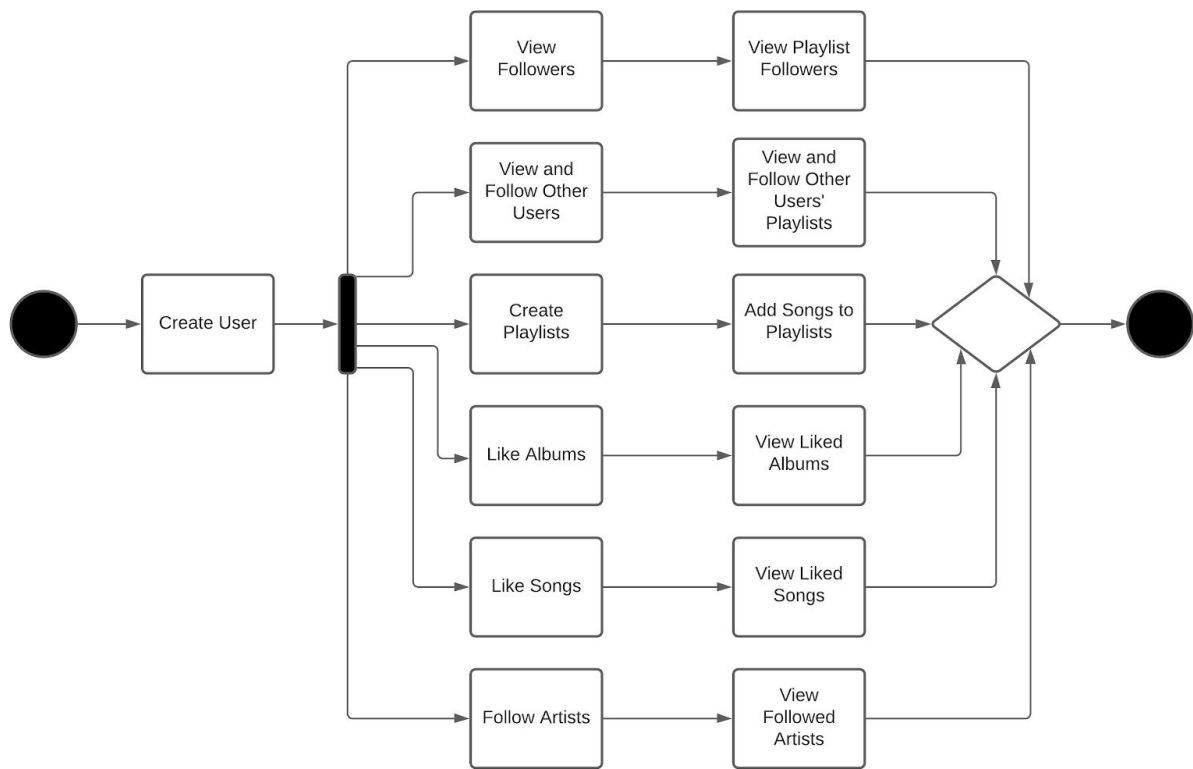 View
Followers
View Playlist
Followers
View and
Follow Other
Users
View and
Follow Other
Users'
Playlists
Create User
Create
Playlists
Add Songs to
Playlists
Like Albums
View Liked
Albums
Like Songs
View Liked
Songs
Follow Artists
View
Followed
Artists